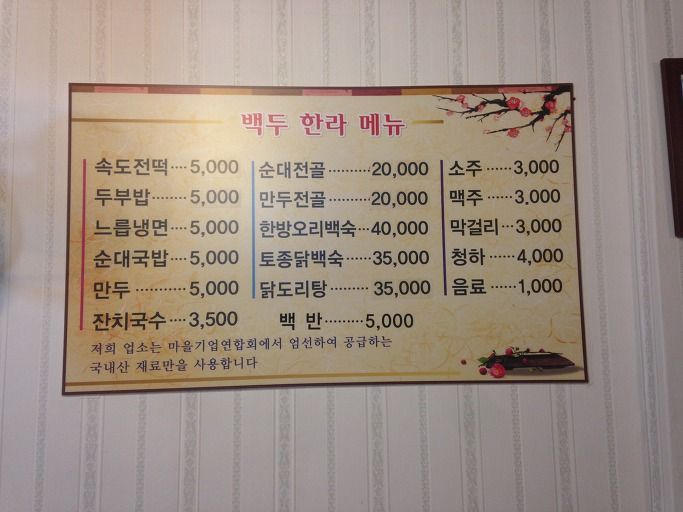 백두 한라 메뉴
속도전떡····5,000
두부밥········5,000
느릅냉면·····5,000
순대국밥····5,000
만두··········5,000
잔치국수···3,500
순대전골·········20,000
만두전골·········20,000
한방오리백숙···40,000
토종닭백숙······35,000
닭도리탕········35,000
백 반·······5,000
소주······3,000
맥주······3,000
막걸리···3,000
청하······4,000
음료······1,000
저희 업소는 마을기업연합회에서 엄선하여 공급하는
국내산 재료만을 사용합니다